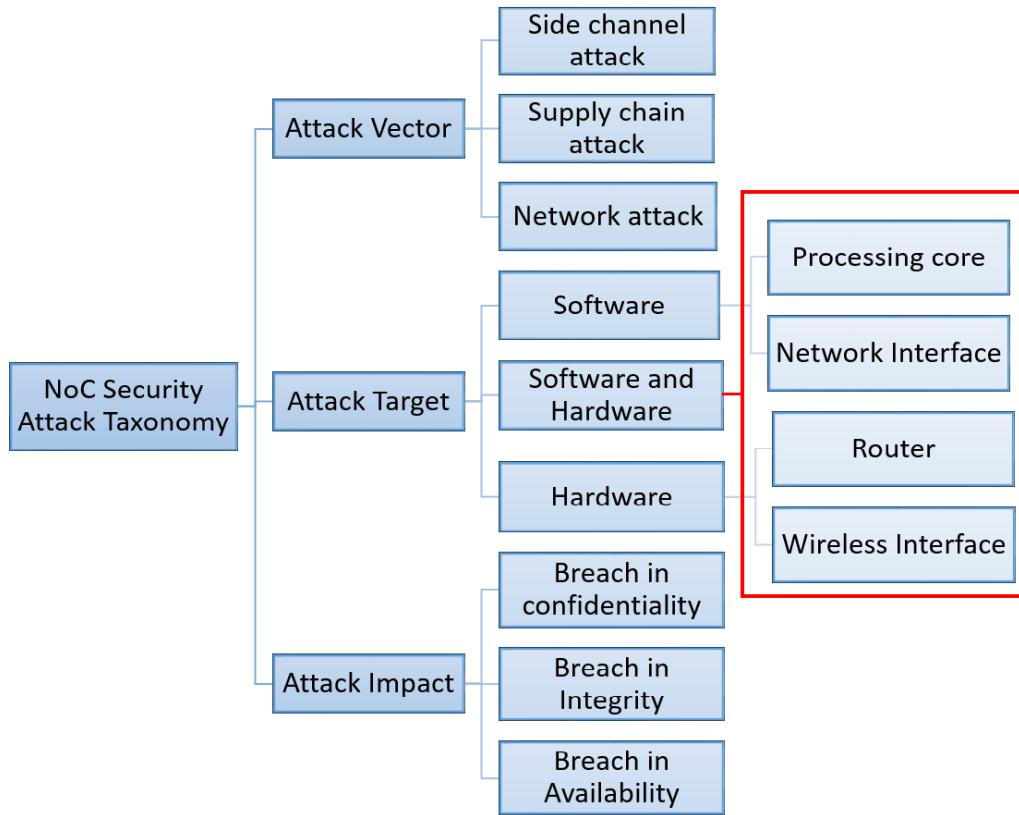 NoC Security
Attack Taxonomy
Attack Vector
Side channel
attack
Supply chain
attack
Network attack
Attack Target
Software
Processing core
Network Interface
Software and
Hardware
Hardware
Router
Wireless Interface
Attack Impact
Breach in
confidentiality
Breach in
Integrity
Breach in
Availability